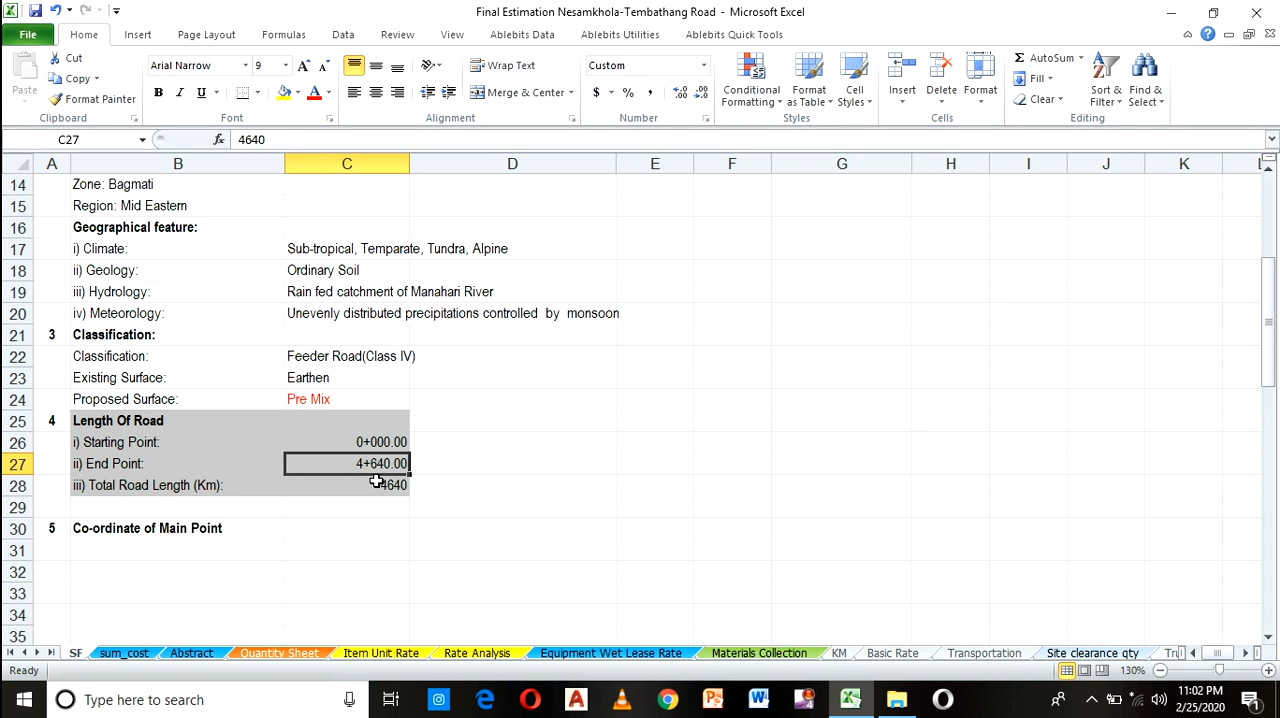 Final Estimation Nesamkhola-Tembathang Road - Microsoft Excel
File Home Insert Page Layout Formulas Data Review View Ablebits Data Ablebits Utilities Ablebits Quick Tools
Paste Cut Copy Format Painter Clipboard
Arial Narrow 9 B I U A Font
Wrap Text Merge & Center Alignment
Custom $ % , Number
Conditional Formatting Format as Table Cell Styles Styles
Insert Delete Format Cells
Σ AutoSum Fill Clear Sort & Filter Find & Select Editing
C27 fx 4640
A B C D E F G H I J K
14 Zone: Bagmati
15 Region: Mid Eastern
16 Geographical feature:
17 i) Climate: Sub-tropical, Temparate, Tundra, Alpine
18 ii) Geology: Ordinary Soil
19 iii) Hydrology: Rain fed catchment of Manahari River
20 iv) Meteorology: Unevenly distributed precipitations controlled by monsoon
21 3 Classification:
22 Classification: Feeder Road(Class IV)
23 Existing Surface: Earthen
24 Proposed Surface: Pre Mix
25 4 Length Of Road
26 i) Starting Point: 0+000.00
27 ii) End Point: 4+640.00
28 iii) Total Road Length (Km): 4640
29
30 5 Co-ordinate of Main Point
31
32
33
34
35
SF sum_cost Abstract Quantity Sheet Item Unit Rate Rate Analysis Equipment Wet Lease Rate Materials Collection KM Basic Rate Transportation Site clearance qty
Ready 130%
Type here to search
11:02 PM
2/25/2020